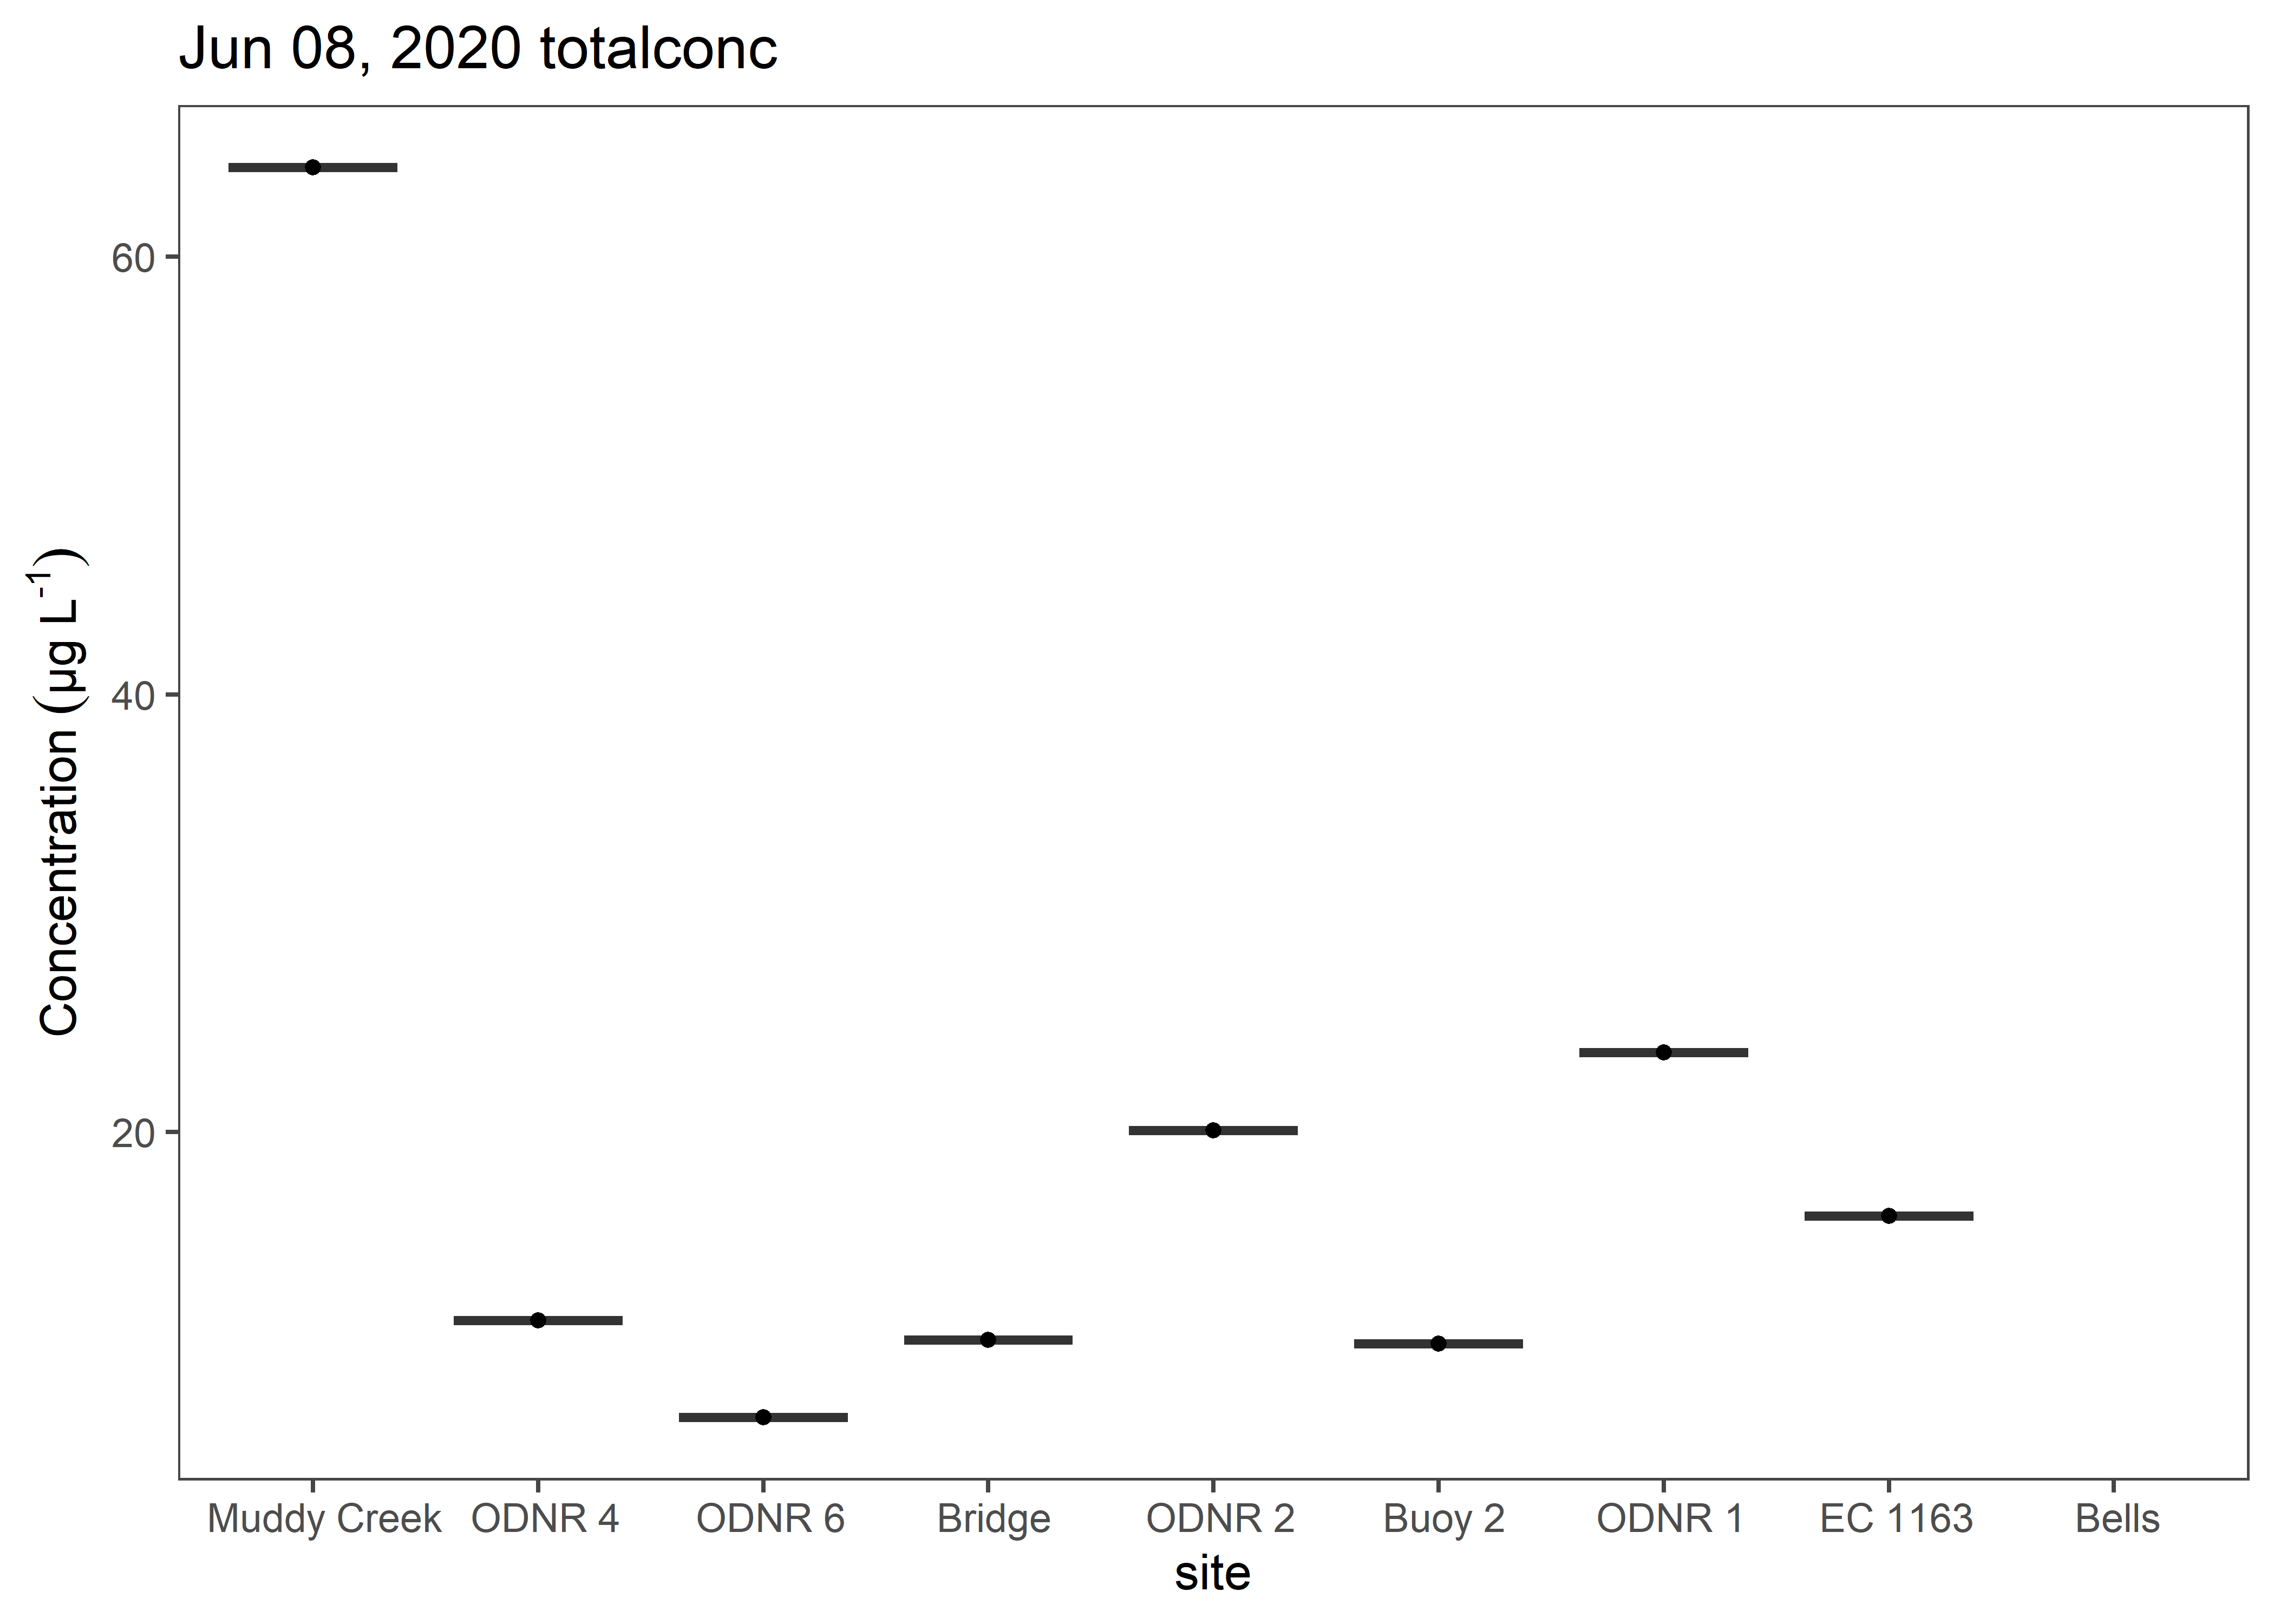 Jun 08, 2020 totalconc
Concentration (µg L⁻¹)
60
40
20
Muddy Creek ODNR 4 ODNR 6 Bridge ODNR 2 Buoy 2 ODNR 1 EC 1163 Bells
site